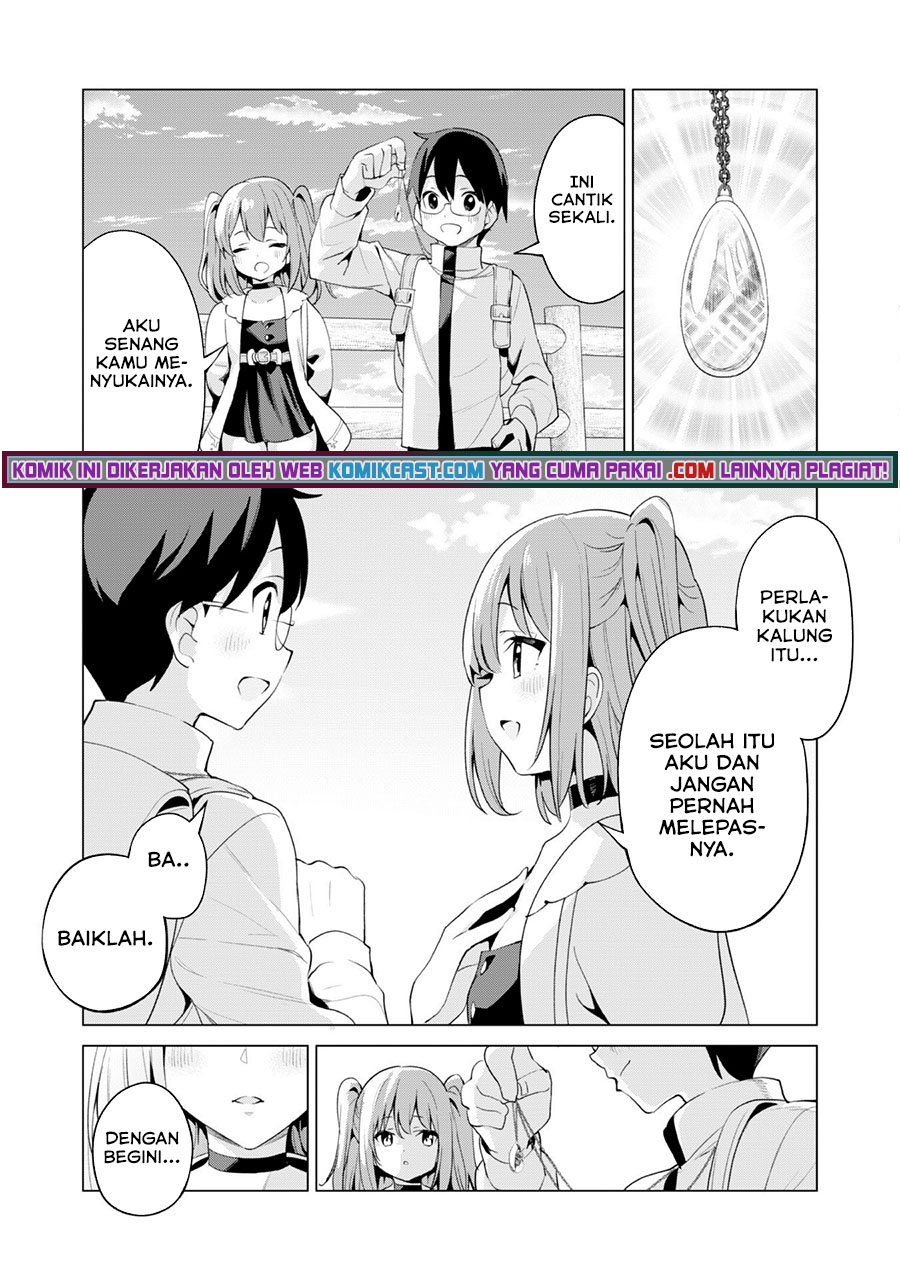 INI
CANTIK
SEKALI.
AKU
SENANG
KAMU ME-
NYUKAINYA.
KOMIK INI DIKERJAKAN OLEH WEB KOMIKCAST.COM YANG CUMA PAKAI .COM LAINNYA PLAGIAT!
PERLA-
KUKAN
KALUNG
ITU...
SEOLAH ITU
AKU DAN
JANGAN
PERNAH
MELEPAS-
NYA.
BA..
BAIKLAH.
DENGAN
BEGINI...